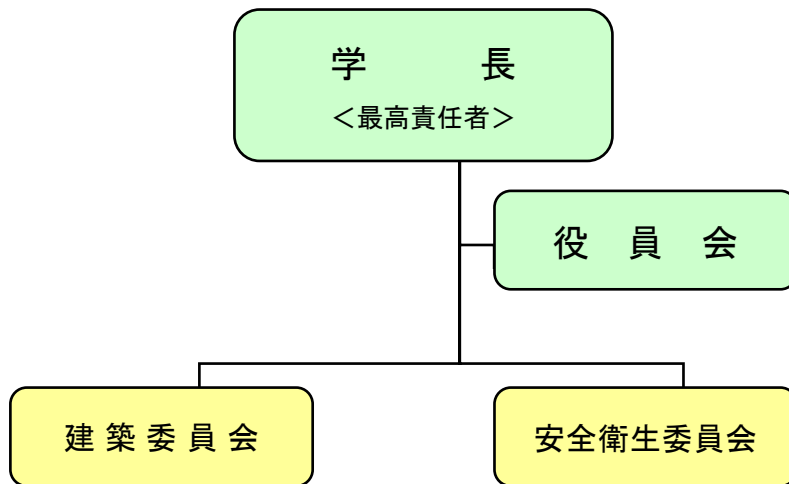 学　　　長
＜最高責任者＞
役　員　会
建 築 委 員 会
安全衛生委員会